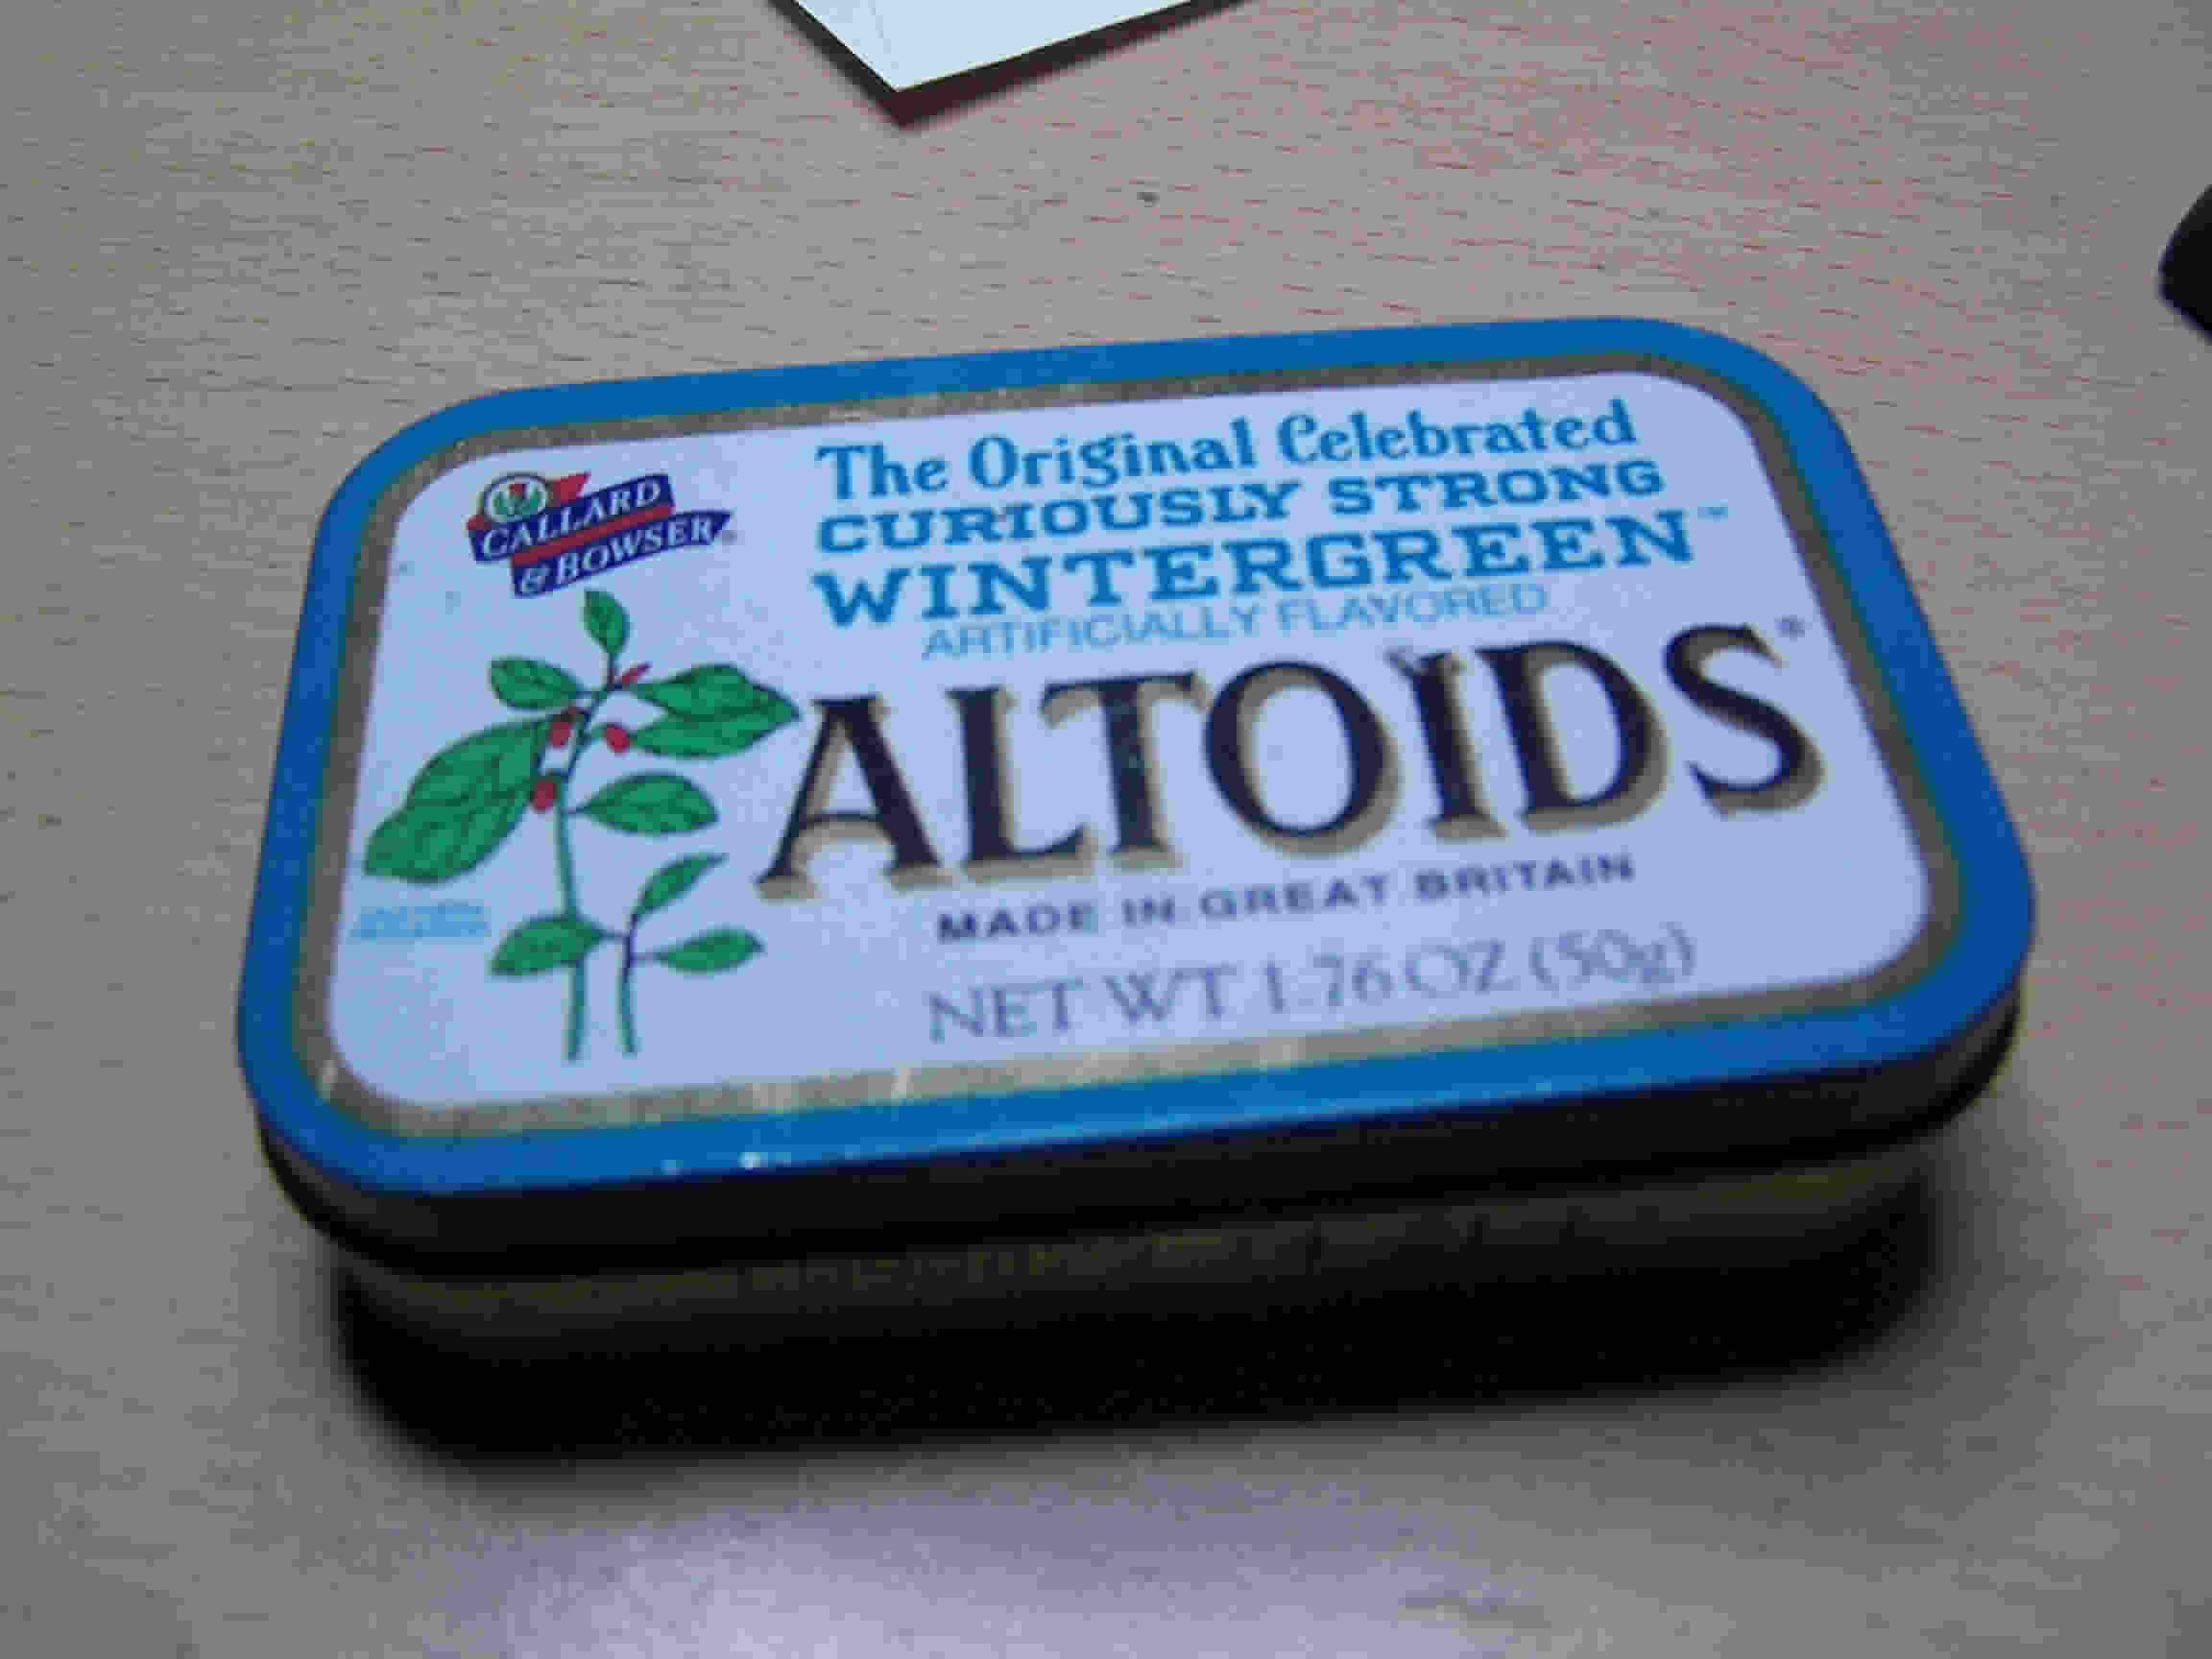 CALLARD
& BOWSER®
The Original Celebrated
CURIOUSLY STRONG
WINTERGREEN™
ARTIFICIALLY FLAVORED
ALTOIDS®
MADE IN GREAT BRITAIN
NET WT 1.76 OZ (50g)